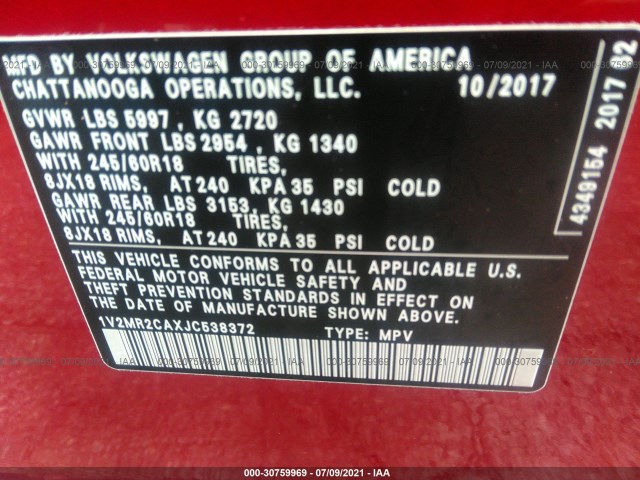 MFD BY VOLKSWAGEN GROUP OF AMERICA
CHATTANOOGA OPERATIONS, LLC. 10/2017
GVWR LBS 5997 , KG 2720
GAWR FRONT LBS 2954 , KG 1340
WITH 245/60R18 TIRES,
8JX18 RIMS, AT 240 KPA 35 PSI COLD
GAWR REAR LBS 3153, KG 1430
WITH 245/60R18 TIRES,
8JX18 RIMS, AT 240 KPA 35 PSI COLD
THIS VEHICLE CONFORMS TO ALL APPLICABLE U.S.
FEDERAL MOTOR VEHICLE SAFETY AND
THEFT PREVENTION STANDARDS IN EFFECT ON
THE DATE OF MANUFACTURE SHOWN ABOVE.
1V2MR2CAXJC538372 TYPE: MPV
4349154 2017
000-30759969 - 07/09/2021 - IAA